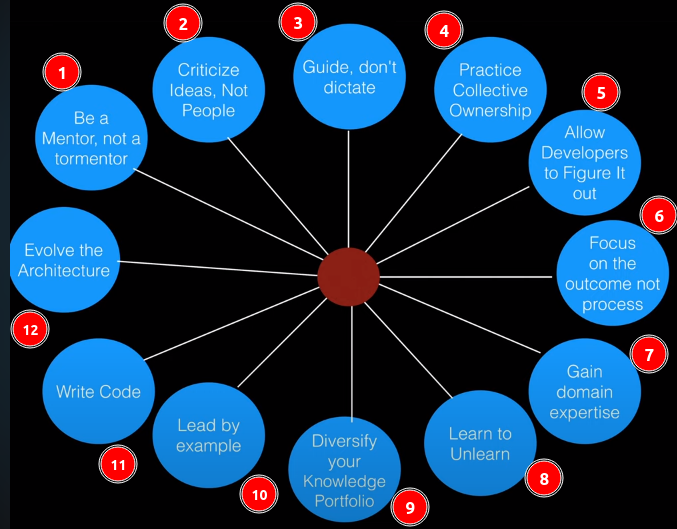 1
Be a
Mentor, not a
tormentor
2
Criticize
Ideas, Not
People
3
Guide, don't
dictate
4
Practice
Collective
Ownership
5
Allow
Developers
to Figure It
out
6
Focus
on the
outcome not
process
7
Gain
domain
expertise
8
Learn to
Unlearn
9
Diversify
your
Knowledge
Portfolio
10
Lead by
example
11
Write Code
12
Evolve the
Architecture